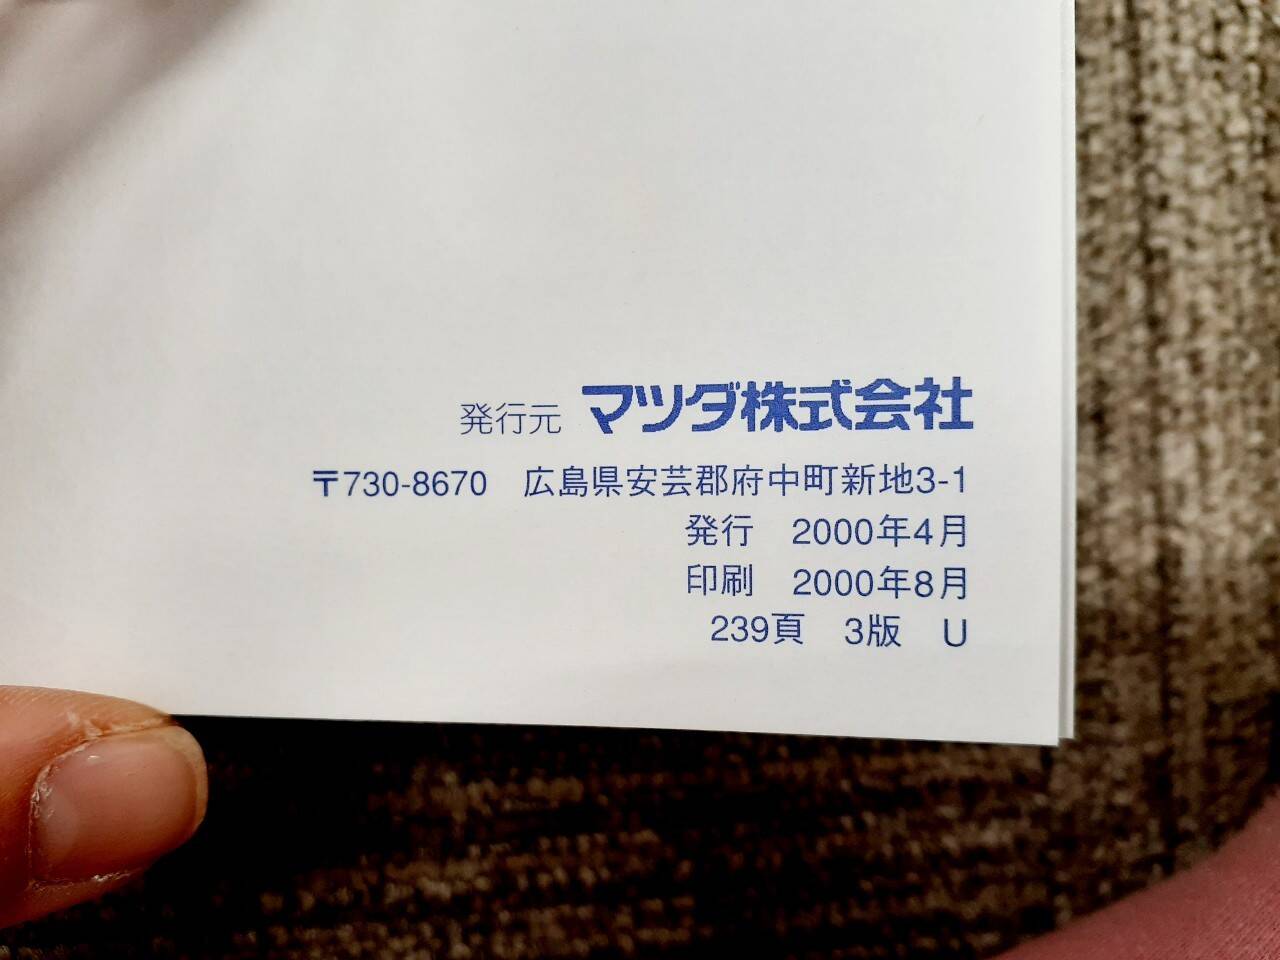 発行元 マツダ株式会社
〒730-8670 広島県安芸郡府中町新地3-1
発行 2000年4月
印刷 2000年8月
239頁 3版 U